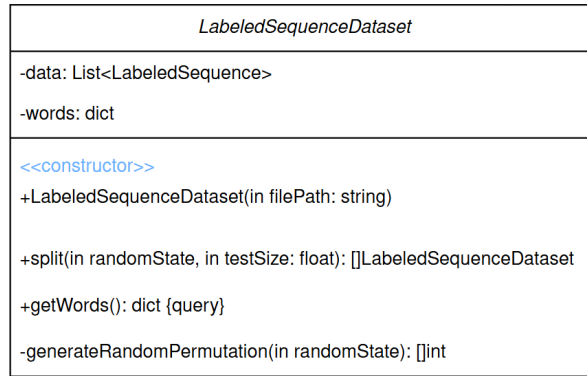 LabeledSequenceDataset
-data: List<LabeledSequence>
-words: dict
<<constructor>>
+LabeledSequenceDataset(in filePath: string)
+split(in randomState, in testSize: float): []LabeledSequenceDataset
+getWords(): dict {query}
-generateRandomPermutation(in randomState): []int